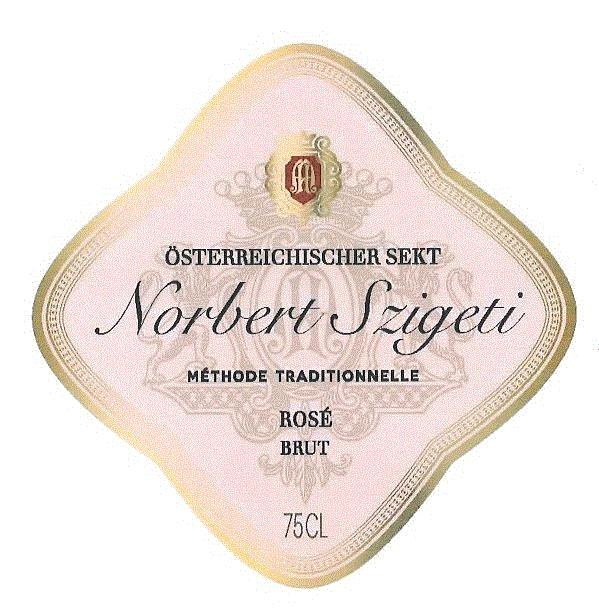 ÖSTERREICHISCHER SEKT
Norbert Szigeti
MÉTHODE TRADITIONNELLE
ROSÉ
BRUT
75CL